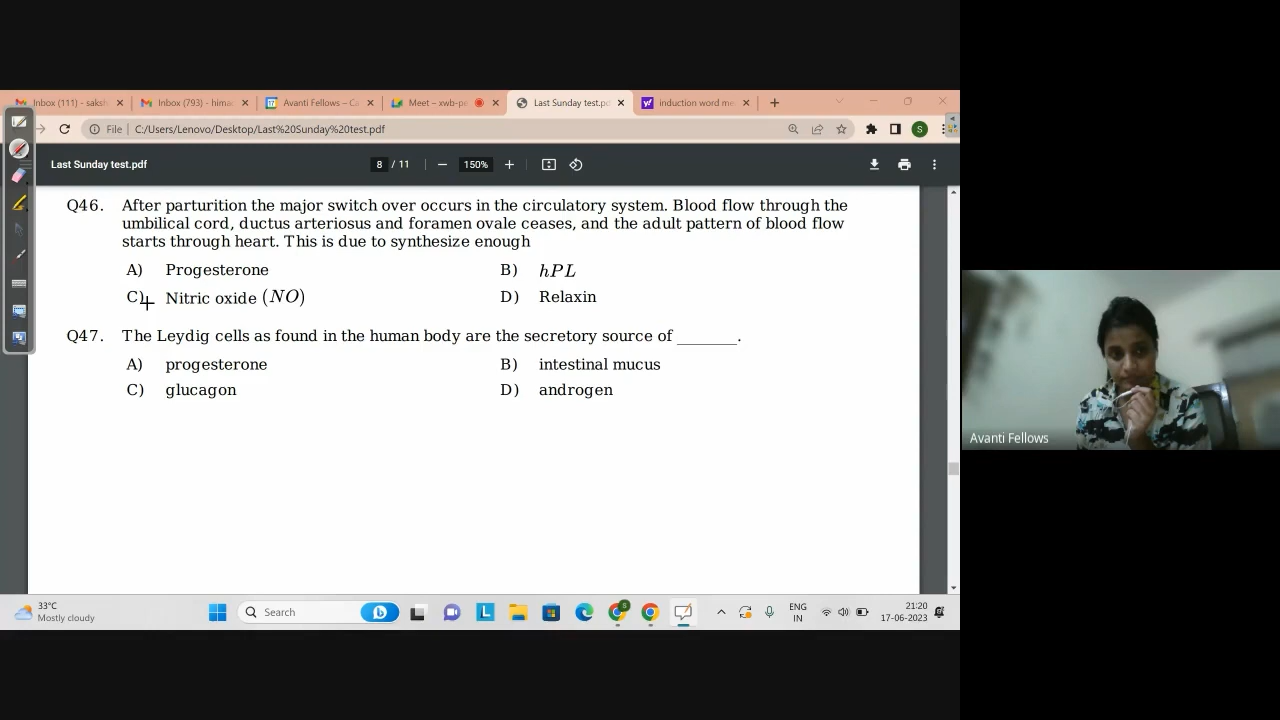 Inbox (111) - saksh
Inbox (793) - himac
Avanti Fellows – Ca
Meet – xwb-p
Last Sunday test.pd
induction word me
File
C:/Users/Lenovo/Desktop/Last%20Sunday%20test.pdf
S
Last Sunday test.pdf
8 / 11
150%
Q46. After parturition the major switch over occurs in the circulatory system. Blood flow through the
umbilical cord, ductus arteriosus and foramen ovale ceases, and the adult pattern of blood flow
starts through heart. This is due to synthesize enough
A) Progesterone B) hPL
C) Nitric oxide (NO) D) Relaxin
Q47. The Leydig cells as found in the human body are the secretory source of _______.
A) progesterone B) intestinal mucus
C) glucagon D) androgen
Avanti Fellows
33°C
Mostly cloudy
Search
ENG
IN
21:20
17-06-2023